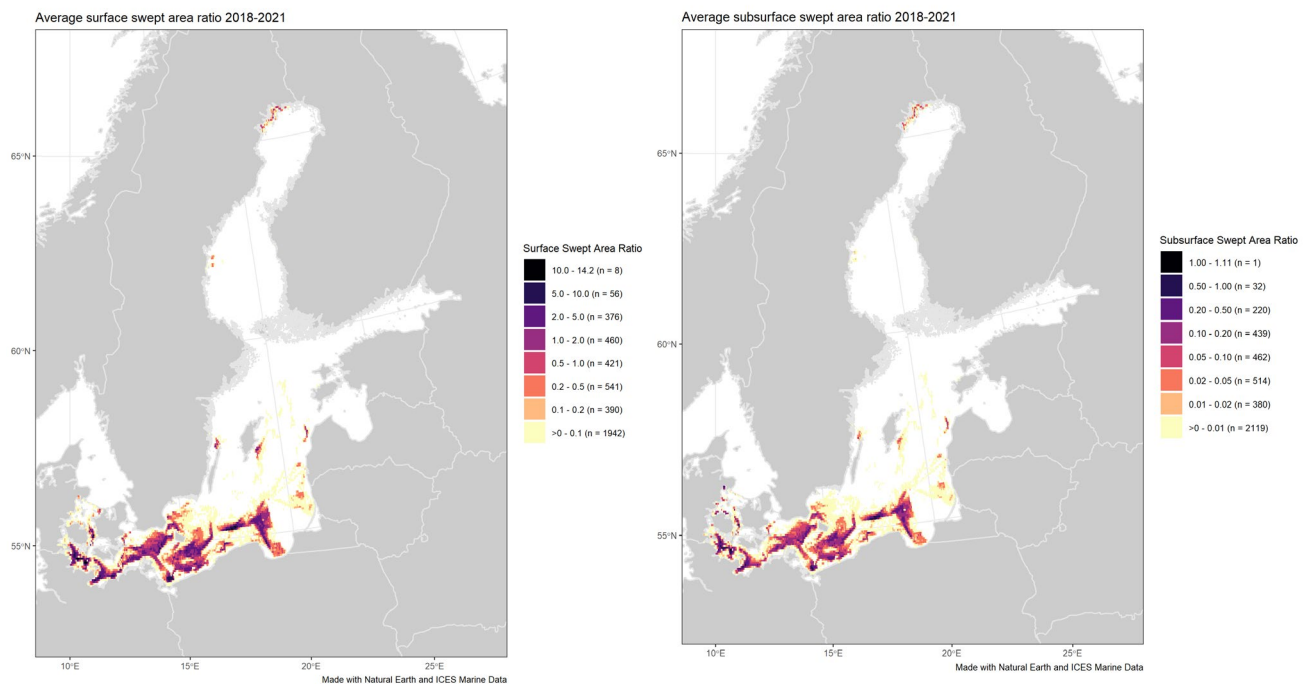 Average surface swept area ratio 2018-2021
65°N
60°N
55°N
10°E
15°E
20°E
25°E
Made with Natural Earth and ICES Marine Data
Surface Swept Area Ratio
10.0 - 14.2 (n = 8)
5.0 - 10.0 (n = 56)
2.0 - 5.0 (n = 376)
1.0 - 2.0 (n = 460)
0.5 - 1.0 (n = 421)
0.2 - 0.5 (n = 541)
0.1 - 0.2 (n = 390)
>0 - 0.1 (n = 1942)
Average subsurface swept area ratio 2018-2021
65°N
60°N
55°N
10°E
15°E
20°E
25°E
Made with Natural Earth and ICES Marine Data
Subsurface Swept Area Ratio
1.00 - 1.11 (n = 1)
0.50 - 1.00 (n = 32)
0.20 - 0.50 (n = 220)
0.10 - 0.20 (n = 439)
0.05 - 0.10 (n = 462)
0.02 - 0.05 (n = 514)
0.01 - 0.02 (n = 380)
>0 - 0.01 (n = 2119)